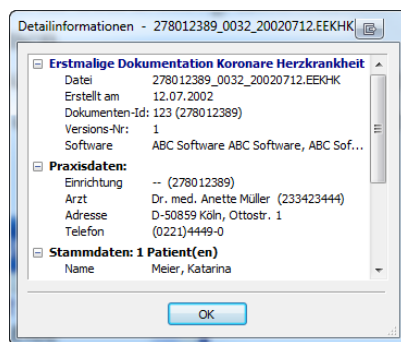 Detailinformationen - 278012389_0032_20020712.EEKHK
Erstmalige Dokumentation Koronare Herzkrankheit
Datei 278012389_0032_20020712.EEKHK
Erstellt am 12.07.2002
Dokumenten-Id: 123 (278012389)
Versions-Nr: 1
Software ABC Software ABC Software, ABC Sof...
Praxisdaten:
Einrichtung -- (278012389)
Arzt Dr. med. Anette Müller (233423444)
Adresse D-50859 Köln, Ottostr. 1
Telefon (0221)4449-0
Stammdaten: 1 Patient(en)
Name Meier, Katarina
OK